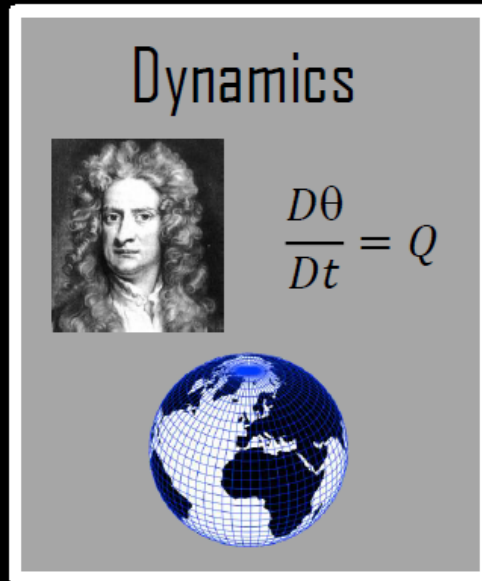 Dynamics
Dθ/Dt = Q